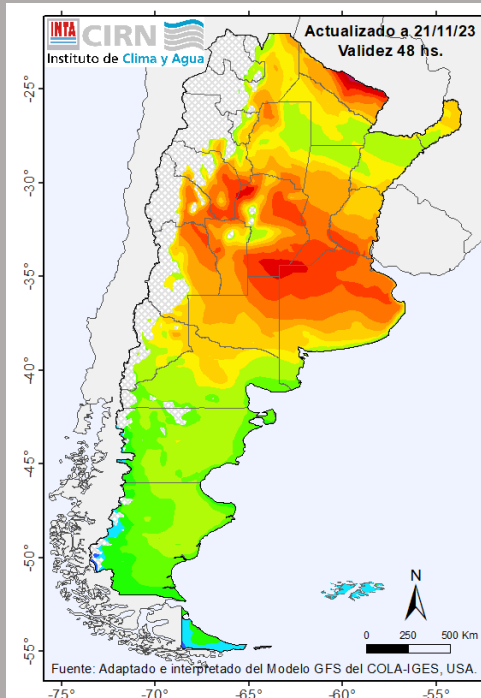 INTA CIRN
Instituto de Clima y Agua
Actualizado a 21/11/23
Validez 48 hs.
-25°
-30°
-35°
-40°
-45°
-50°
-55°
N
0 250 500 Km
Fuente: Adaptado e interpretado del Modelo GFS del COLA-IGES, USA.
-75° -70° -65° -60° -55°